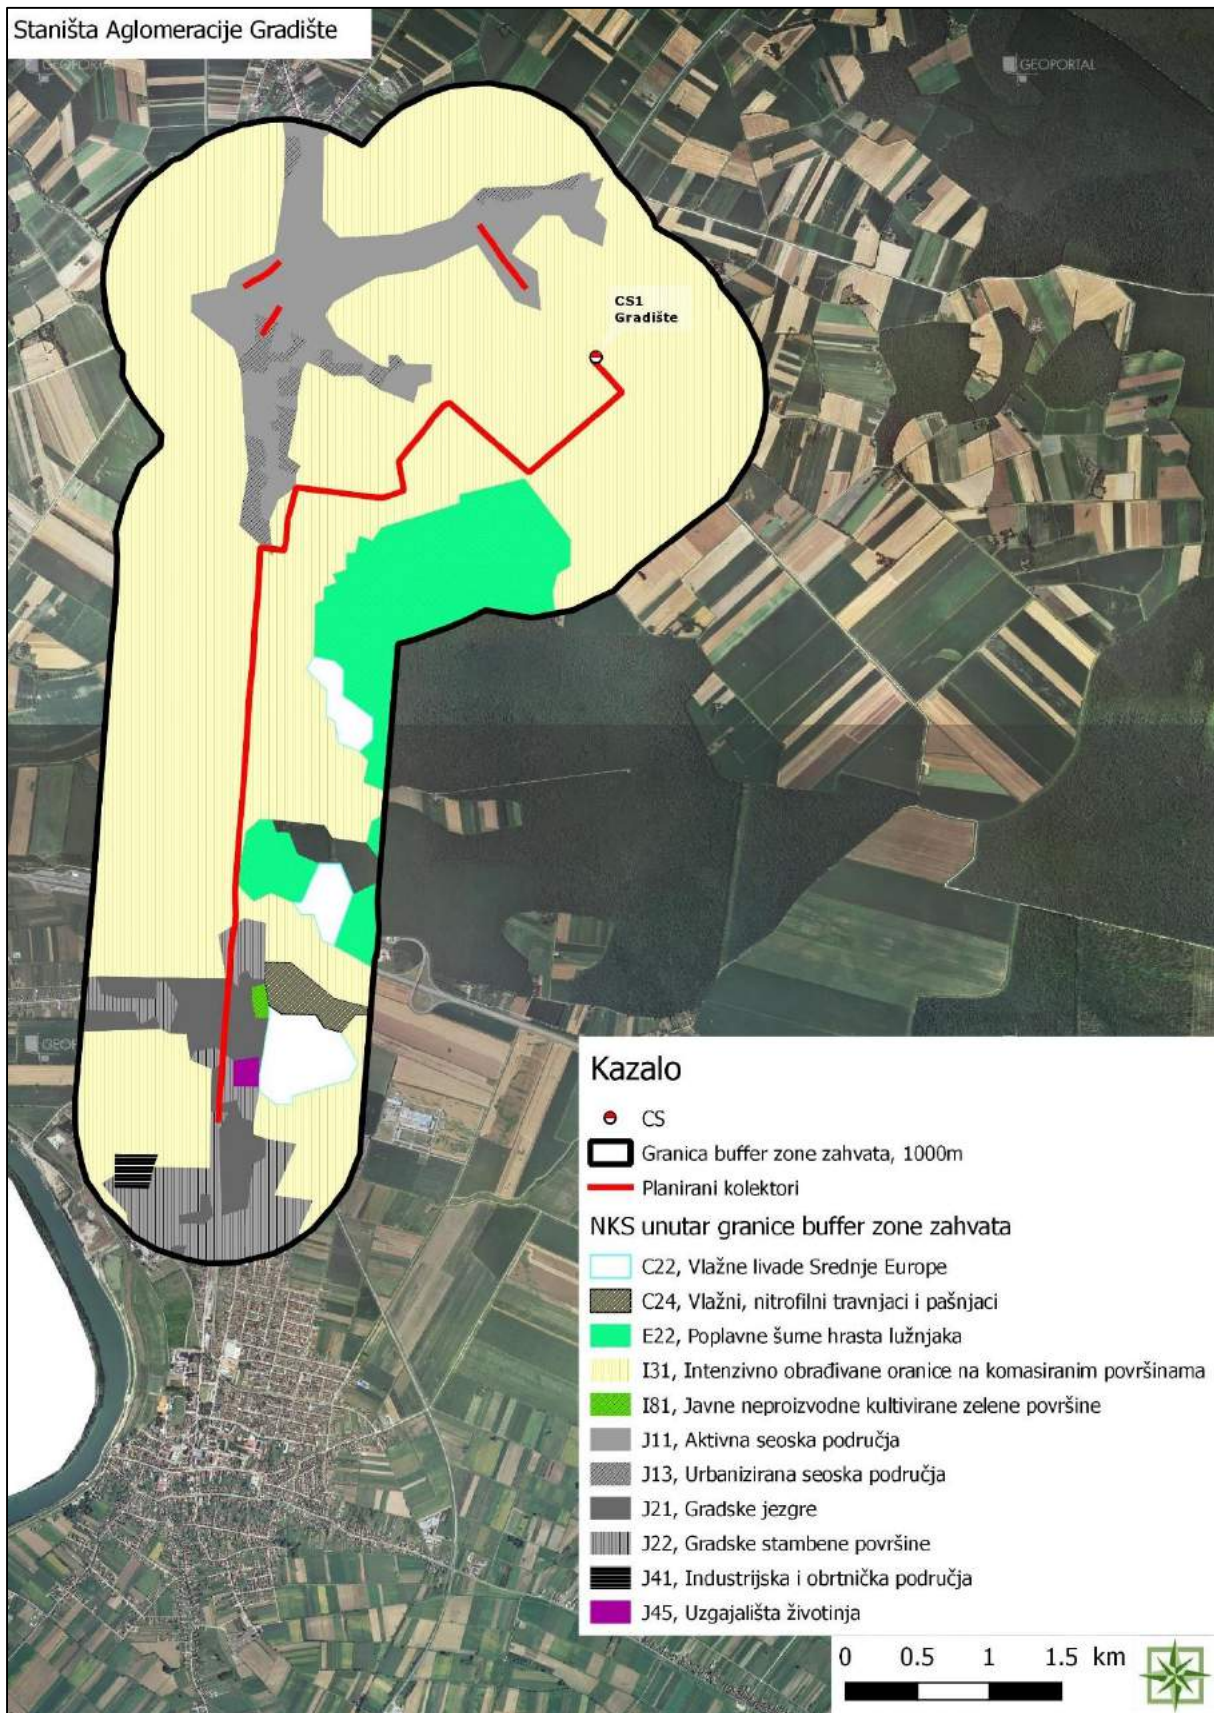 Staništa Aglomeracije Gradište
GEOPORTAL
GEOPORTAL
CS1
Gradište
Kazalo
CS
Granica buffer zone zahvata, 1000m
Planirani kolektori
NKS unutar granice buffer zone zahvata
C22, Vlažne livade Srednje Europe
C24, Vlažni, nitrofilni travnjaci i pašnjaci
E22, Poplavne šume hrasta lužnjaka
I31, Intenzivno obrađivane oranice na komasiranim površinama
I81, Javne neproizvodne kultivirane zelene površine
J11, Aktivna seoska područja
J13, Urbanizirana seoska područja
J21, Gradske jezgre
J22, Gradske stambene površine
J41, Industrijska i obrtnička područja
J45, Uzgajališta životinja
0 0.5 1 1.5 km